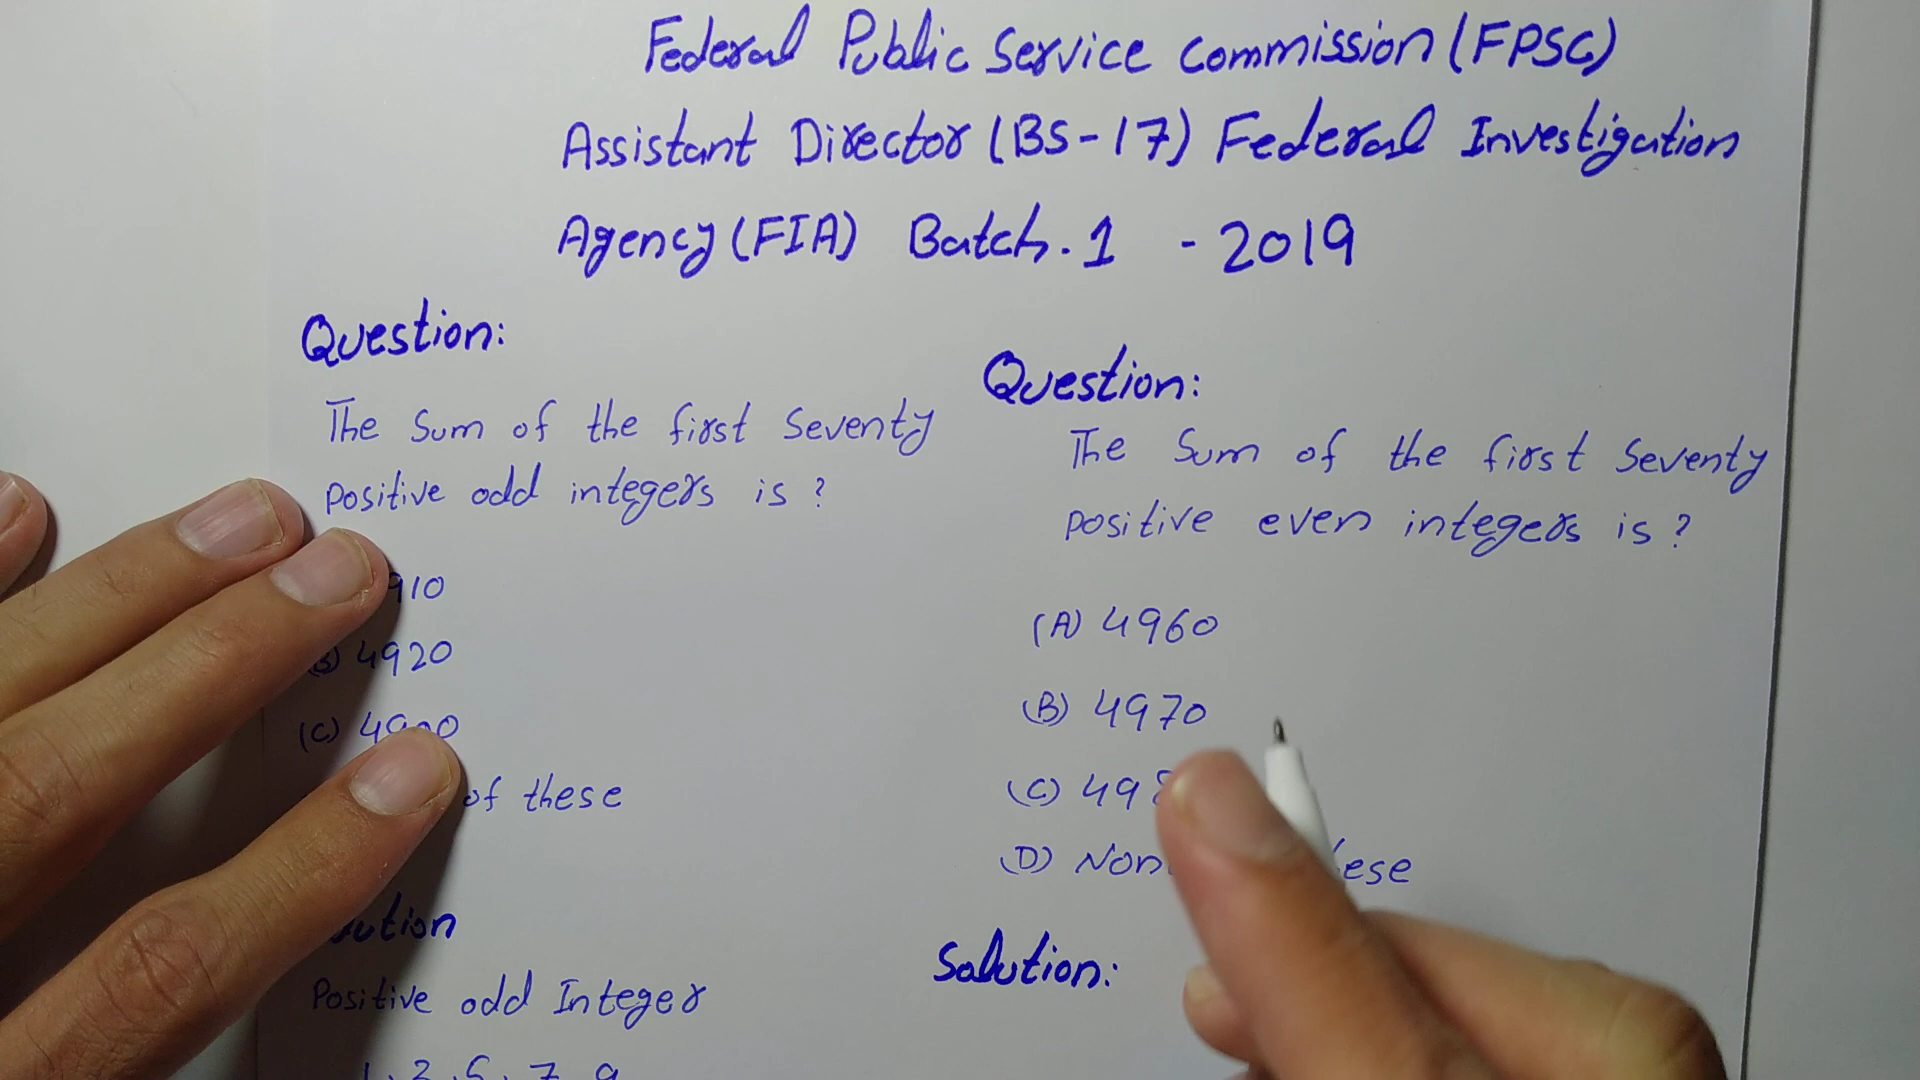 Federal Public Service Commission (FPSC)
Assistant Director (BS-17) Federal Investigation
Agency (FIA) Batch.1 - 2019
Question:
The Sum of the first Seventy
Positive odd integers is ?
910
(B) 4920
(C)
of these
Positive odd Integer
Question:
The Sum of the first Seventy
positive even integers is ?
(A) 4960
(B) 4970
(C) 49
(D)
Solution: